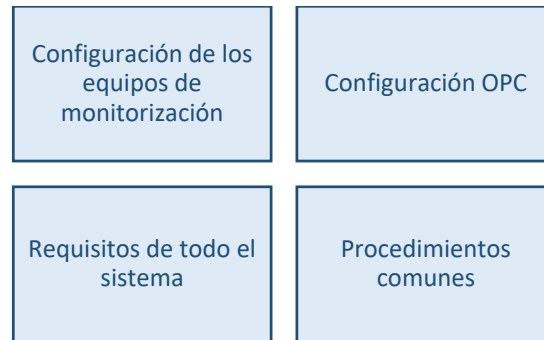 Configuración de los
equipos de
monitorización
Configuración OPC
Requisitos de todo el
sistema
Procedimientos
comunes